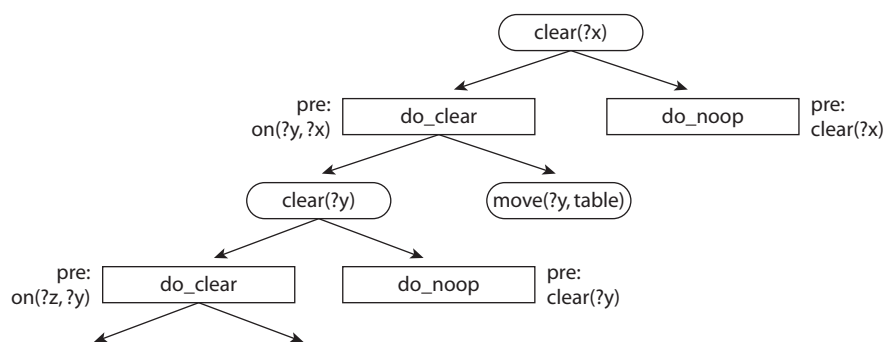 clear(?x)
pre:
on(?y, ?x)
do_clear
do_noop
pre:
clear(?x)
clear(?y)
move(?y, table)
pre:
on(?z, ?y)
do_clear
do_noop
pre:
clear(?y)